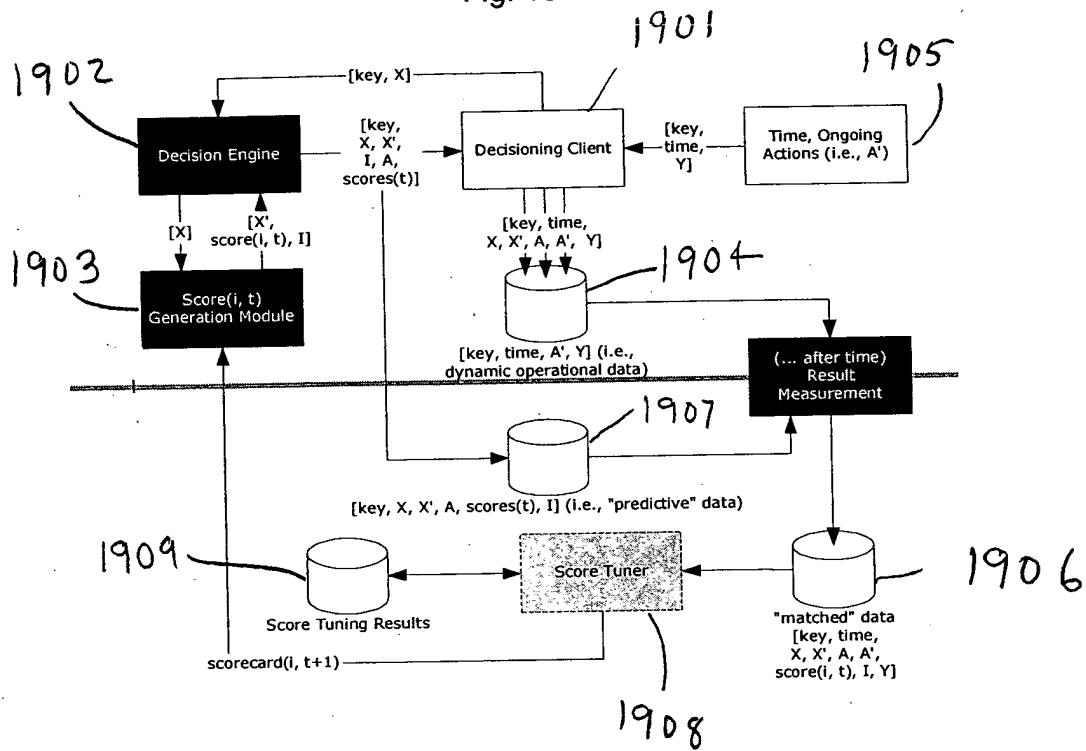 1901
1902
1905
[key, X]
Decision Engine
[key,
X, X',
I, A,
scores(t)]
Decisioning Client
[key,
time,
Y]
Time, Ongoing
Actions (i.e., A')
[X]
[X',
score(i, t), I]
[key, time,
X, X', A, A', Y]
1903
1904
Score(i, t)
Generation Module
[key, time, A', Y] (i.e.,
dynamic operational data)
(... after time)
Result
Measurement
1907
[key, X, X', A, scores(t), I] (i.e., "predictive" data)
1909
Score Tuner
1906
Score Tuning Results
"matched" data
[key, time,
X, X', A, A',
score(i, t), I, Y]
scorecard(i, t+1)
1908